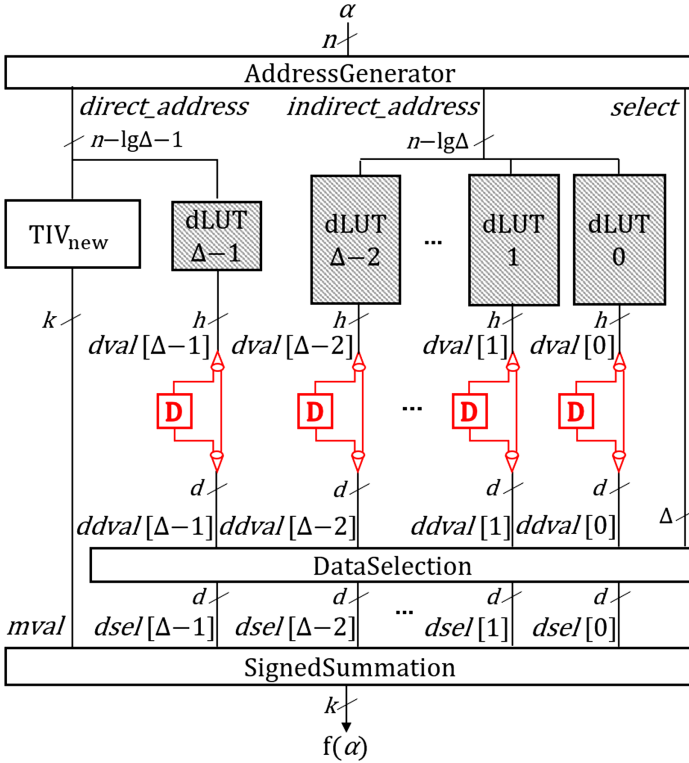 α
n
AddressGenerator
direct_address indirect_address select
n−lgΔ−1 n−lgΔ
TIVnew dLUT Δ−1 dLUT Δ−2 ... dLUT 1 dLUT 0
k h h h h
dval [Δ−1] dval [Δ−2] dval [1] dval [0]
D D ... D D
d d d d
ddval [Δ−1] ddval [Δ−2] ddval [1] ddval [0] Δ
DataSelection
d d ... d d
mval dsel [Δ−1] dsel [Δ−2] dsel [1] dsel [0]
SignedSummation
k
f(α)